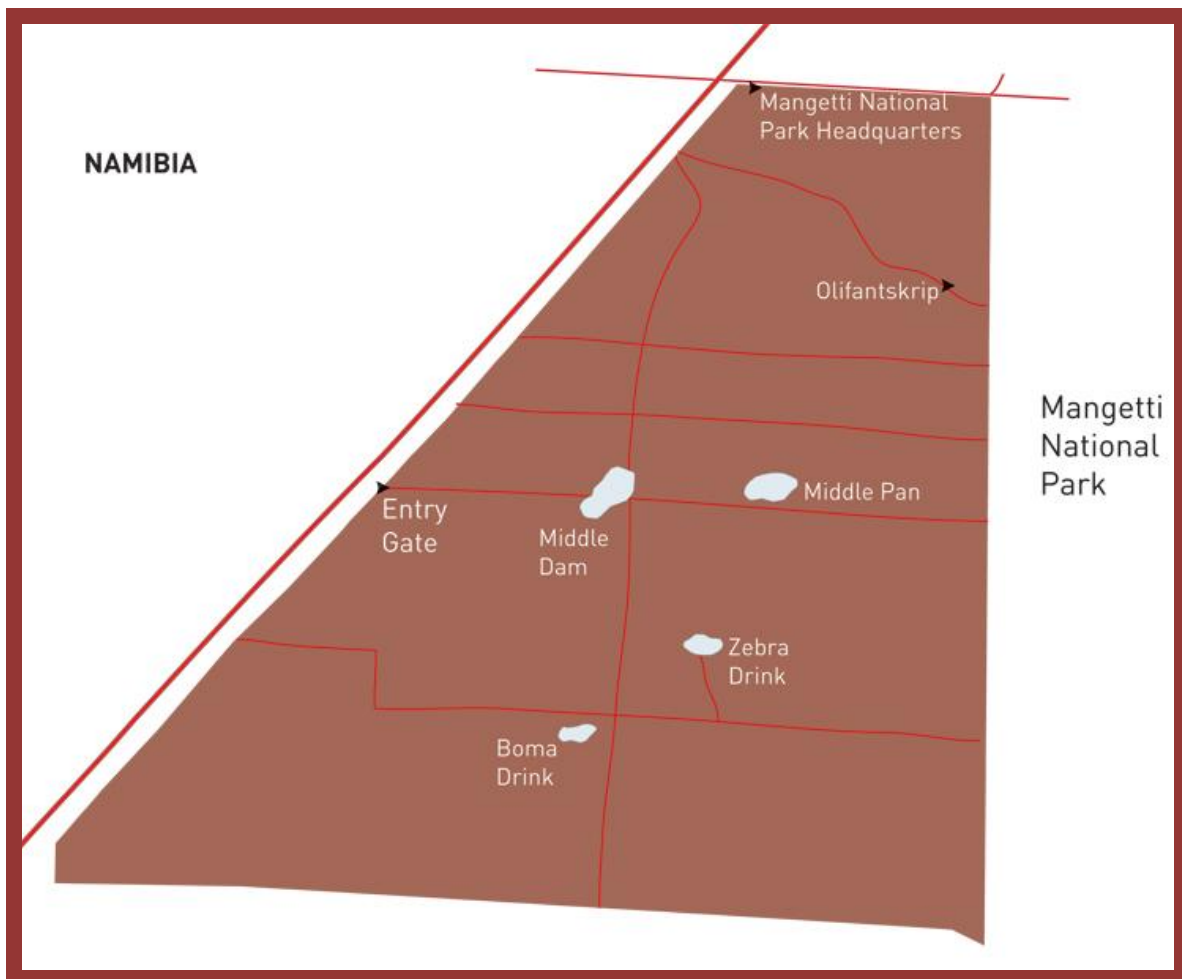 Mangetti National
Park Headquarters
NAMIBIA
Olifantskrip
Mangetti
National
Park
Middle Pan
Entry
Gate
Middle
Dam
Zebra
Drink
Boma
Drink